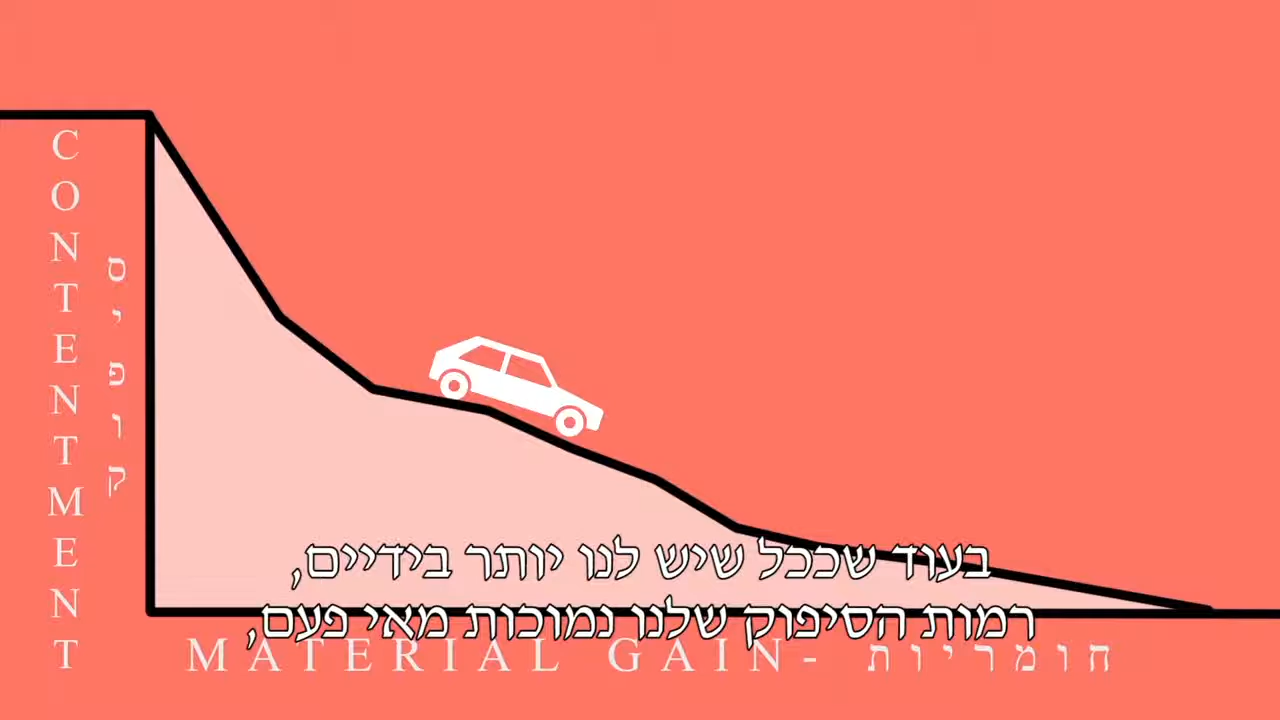 CONTENTMENT
סיפוק
בעוד שככל שיש לנו יותר בידיים,
רמות הסיפוק שלנו נמוכות מאי פעם,
MATERIAL GAIN- חומריות